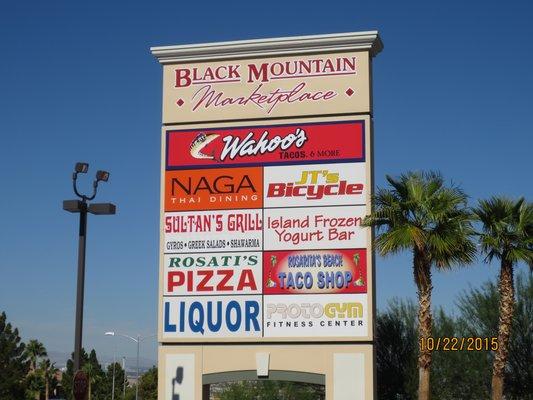 BLACK MOUNTAIN
Marketplace
Wahoo's
TACOS. & MORE
NAGA
THAI DINING
JT's
Bicycle
SULTAN'S GRILL
GYROS • GREEK SALADS • SHAWARMA
Island Frozen
Yogurt Bar
ROSATI'S
PIZZA
ROSARITA'S BEACH
TACO SHOP
LIQUOR
PROTOGYM
FITNESS CENTER
10/22/2015